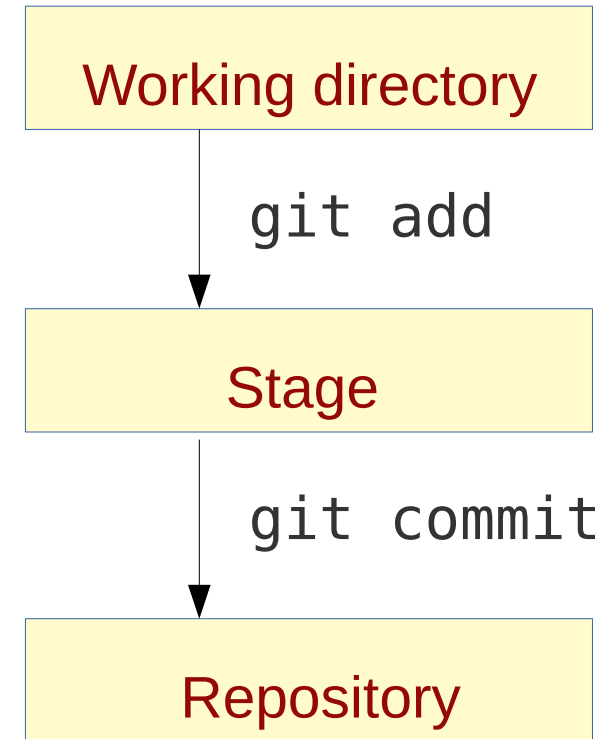 Working directory
git add
Stage
git commit
Repository